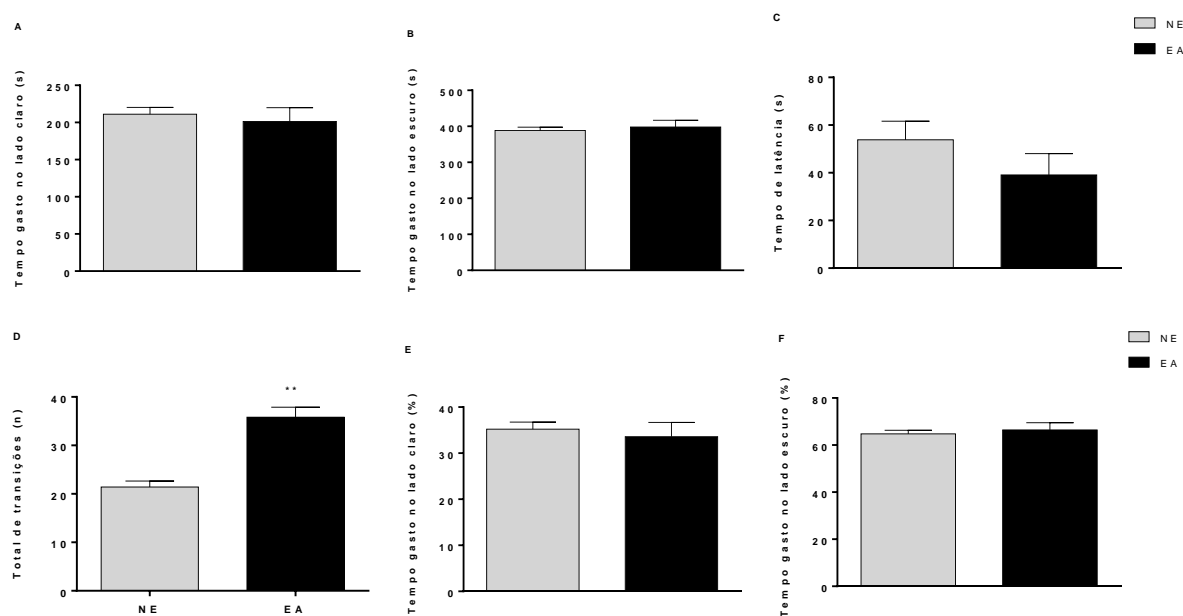 A
Tempo gasto no lado claro (s)
250
200
150
100
50
0
B
Tempo gasto no lado escuro (s)
500
400
300
200
100
0
C
Tempo de latência (s)
80
60
40
20
0
NE
EA
D
Total de transições (n)
40
30
20
10
0
**
NE
EA
E
Tempo gasto no lado claro (%)
40
30
20
10
0
F
Tempo gasto no lado escuro (%)
80
60
40
20
0
NE
EA